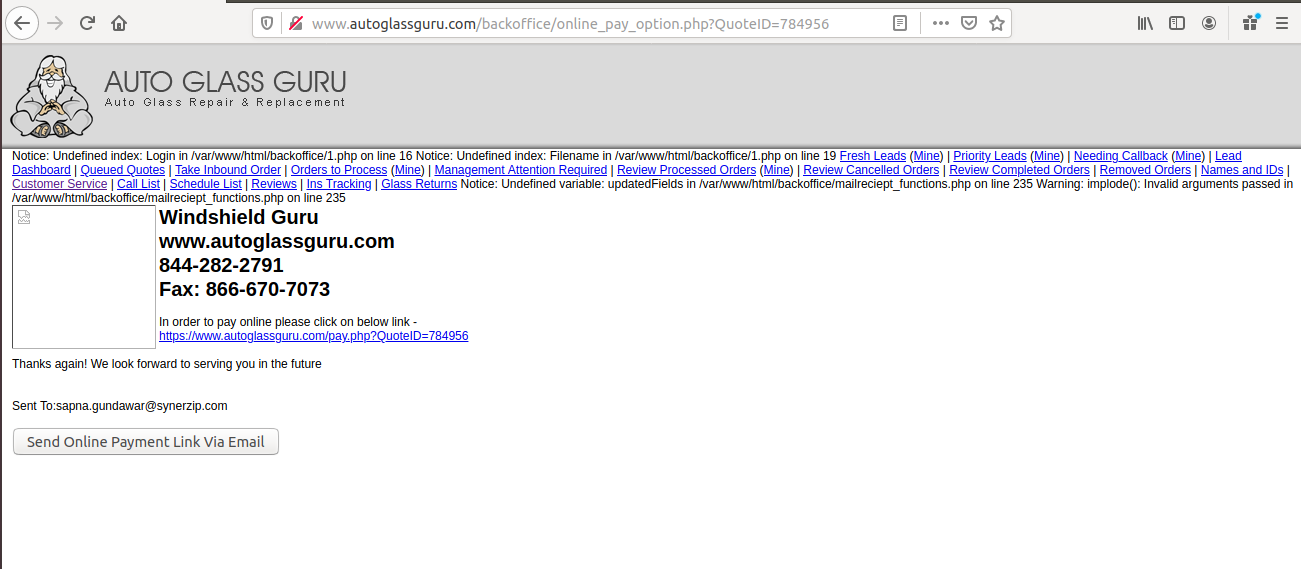 www.autoglassguru.com/backoffice/online_pay_option.php?QuoteID=784956
AUTO GLASS GURU
Auto Glass Repair & Replacement
Notice: Undefined index: Login in /var/www/html/backoffice/1.php on line 16 Notice: Undefined index: Filename in /var/www/html/backoffice/1.php on line 19 Fresh Leads (Mine) | Priority Leads (Mine) | Needing Callback (Mine) | Lead
Dashboard | Queued Quotes | Take Inbound Order | Orders to Process (Mine) | Management Attention Required | Review Processed Orders (Mine) | Review Cancelled Orders | Review Completed Orders | Removed Orders | Names and IDs |
Customer Service | Call List | Schedule List | Reviews | Ins Tracking | Glass Returns Notice: Undefined variable: updatedFields in /var/www/html/backoffice/mailreciept_functions.php on line 235 Warning: implode(): Invalid arguments passed in
/var/www/html/backoffice/mailreciept_functions.php on line 235
Windshield Guru
www.autoglassguru.com
844-282-2791
Fax: 866-670-7073
In order to pay online please click on below link -
https://www.autoglassguru.com/pay.php?QuoteID=784956
Thanks again! We look forward to serving you in the future
Sent To:sapna.gundawar@synerzip.com
Send Online Payment Link Via Email